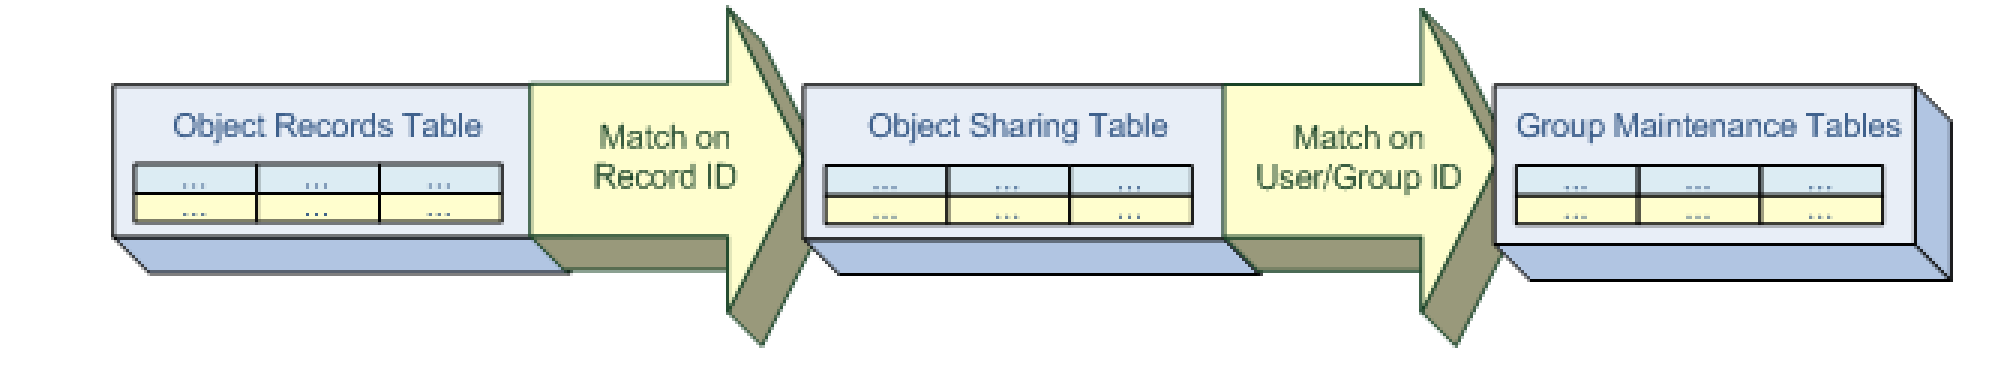 Object Records Table
... ... ...
... ... ...
Match on
Record ID
Object Sharing Table
... ... ...
... ... ...
Match on
User/Group ID
Group Maintenance Tables
... ... ...
... ... ...